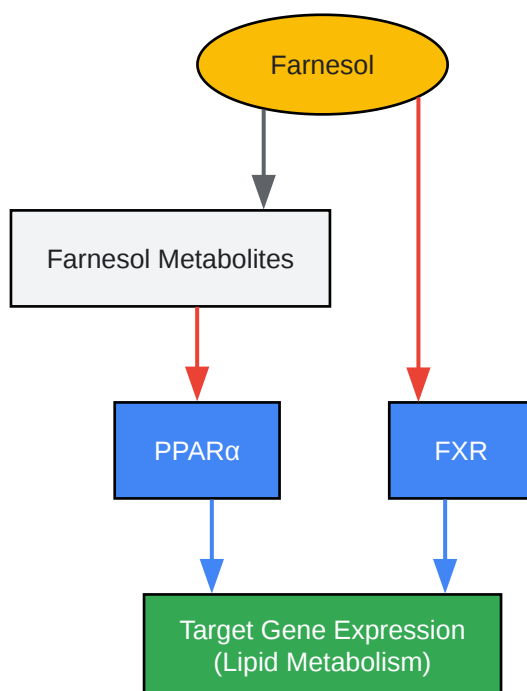 Farnesol
Farnesol Metabolites
PPARα
FXR
Target Gene Expression
(Lipid Metabolism)